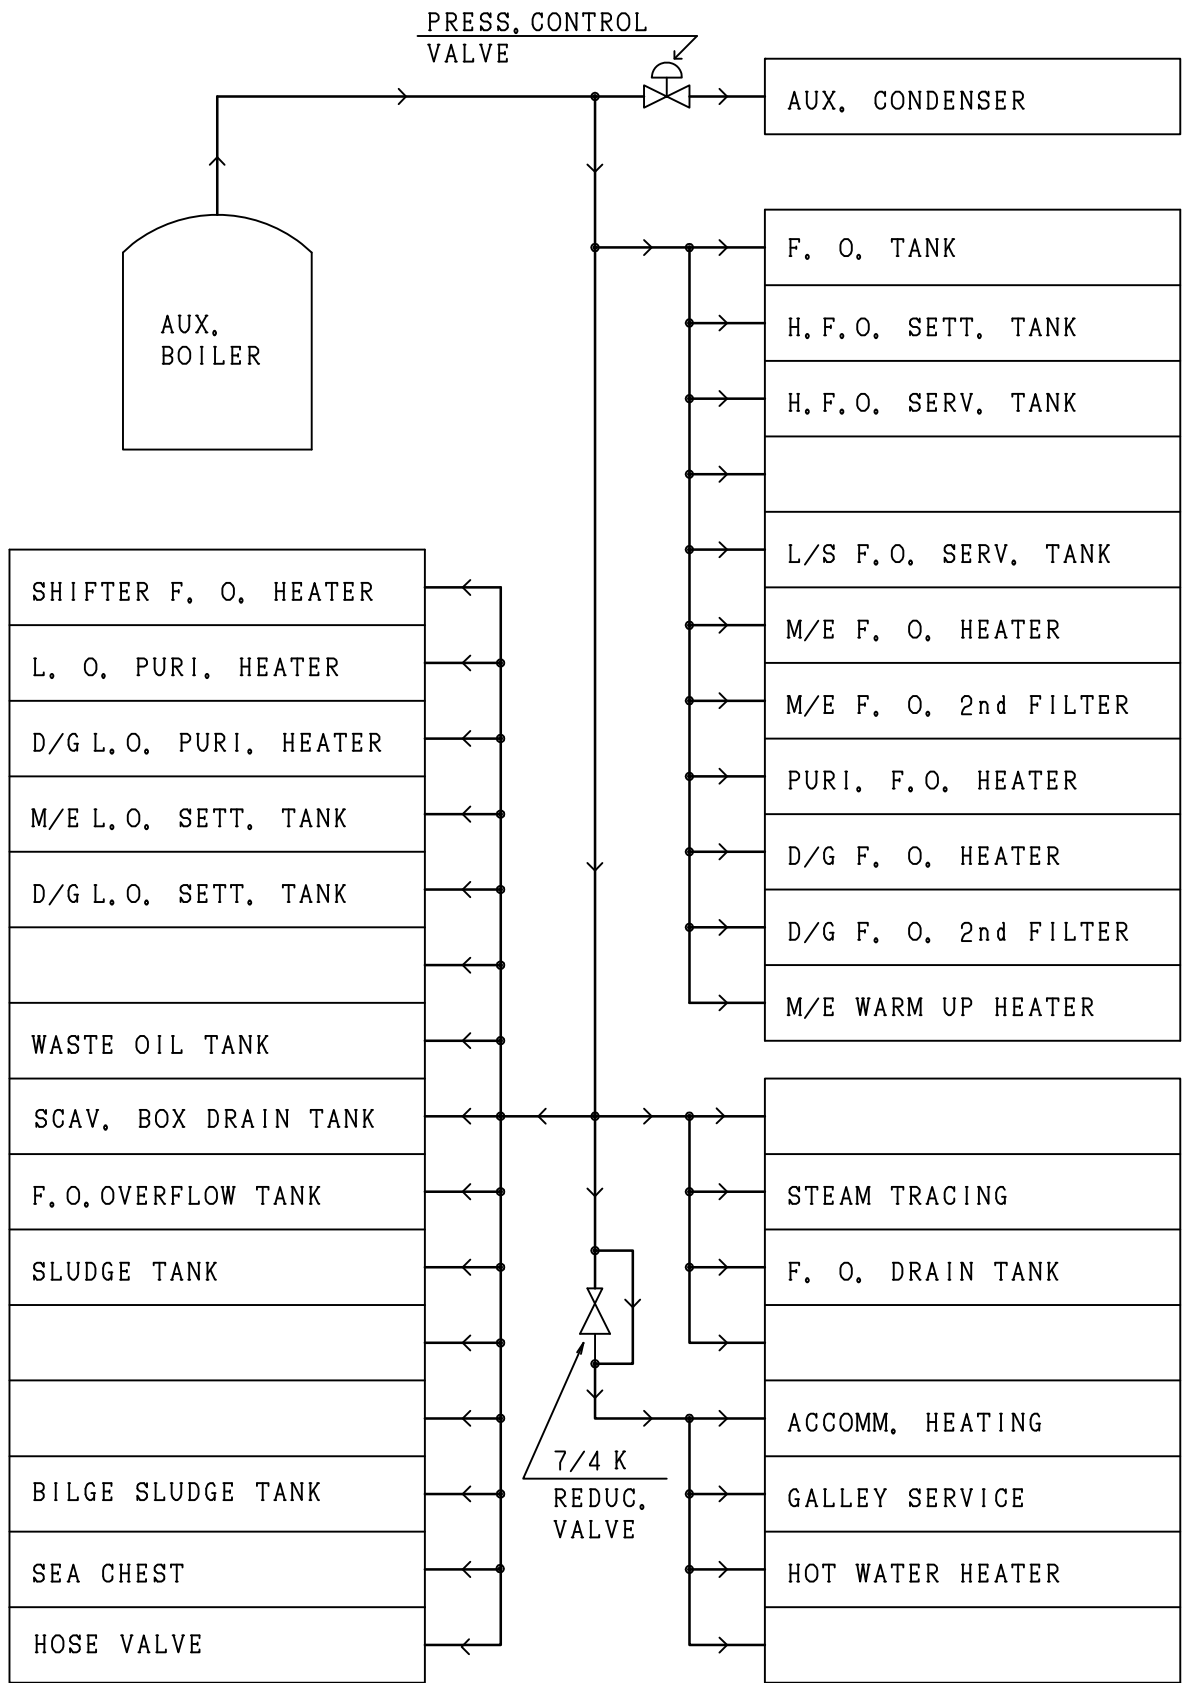 PRESS. CONTROL
VALVE
AUX. CONDENSER
AUX.
BOILER
F. O. TANK
H.F.O. SETT. TANK
H.F.O. SERV. TANK
L/S F.O. SERV. TANK
M/E F. O. HEATER
M/E F. O. 2nd FILTER
PURI. F.O. HEATER
D/G F. O. HEATER
D/G F. O. 2nd FILTER
M/E WARM UP HEATER
SHIFTER F. O. HEATER
L. O. PURI. HEATER
D/G L.O. PURI. HEATER
M/E L.O. SETT. TANK
D/G L.O. SETT. TANK
WASTE OIL TANK
SCAV. BOX DRAIN TANK
F.O. OVERFLOW TANK
SLUDGE TANK
BILGE SLUDGE TANK
SEA CHEST
HOSE VALVE
7/4 K
REDUC.
VALVE
STEAM TRACING
F. O. DRAIN TANK
ACCOMM. HEATING
GALLEY SERVICE
HOT WATER HEATER